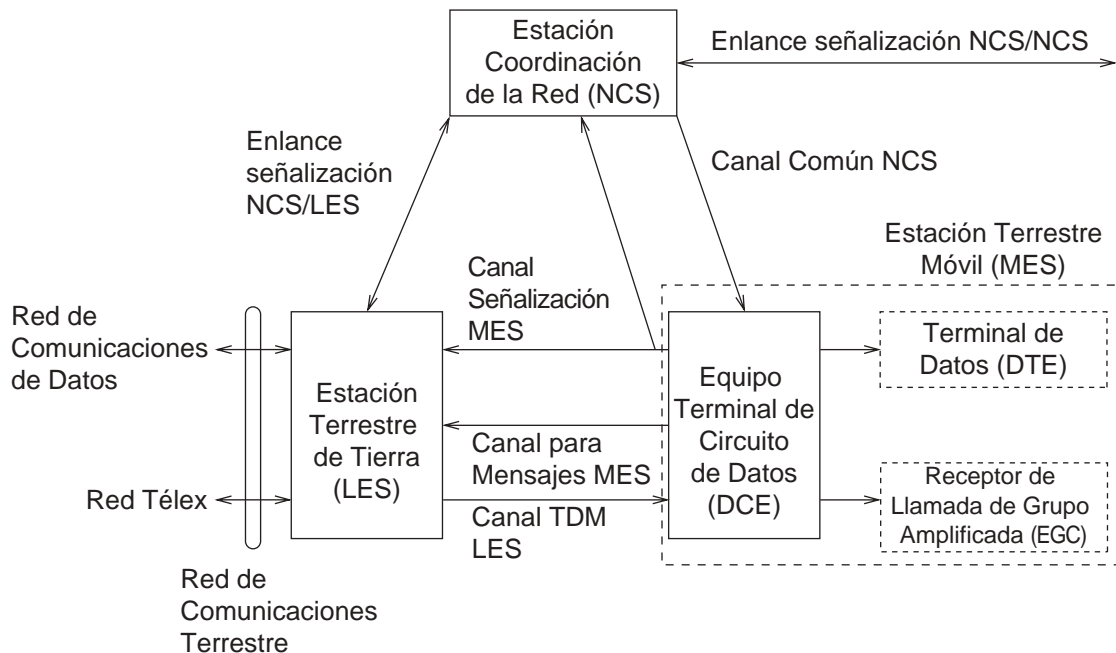 Estación
Coordinación
de la Red (NCS)
Enlance señalización NCS/NCS
Enlance
señalización
NCS/LES
Canal Común NCS
Estación Terrestre
Móvil (MES)
Canal
Señalización
MES
Red de
Comunicaciones
de Datos
Terminal de
Datos (DTE)
Estación
Terrestre
de Tierra
(LES)
Equipo
Terminal de
Circuito
de Datos
(DCE)
Canal para
Mensajes MES
Red Télex
Canal TDM
LES
Receptor de
Llamada de Grupo
Amplificada (EGC)
Red de
Comunicaciones
Terrestre